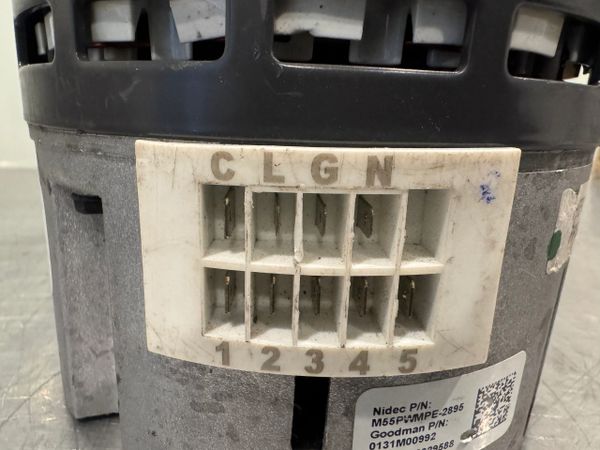 C L G N
1 2 3 4 5
Nidec P/N:
M55PWMPE-2895
Goodman P/N:
0131M00992